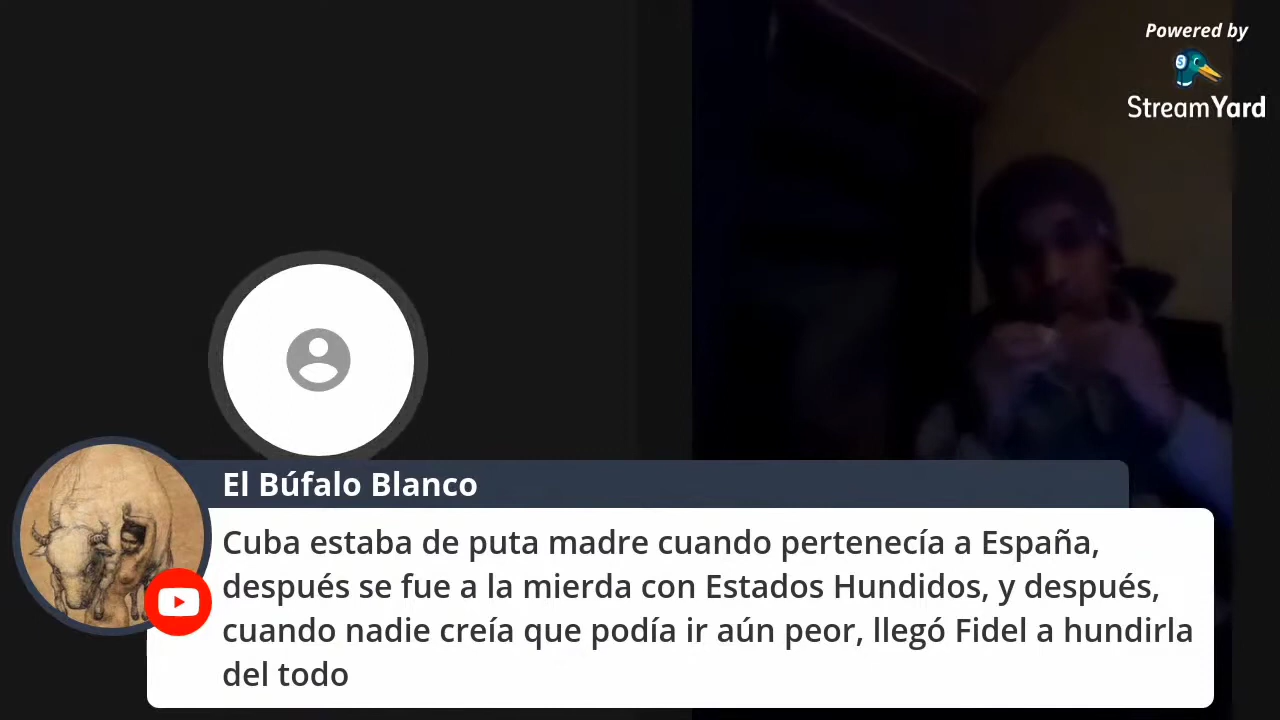 Powered by
StreamYard
El Búfalo Blanco
Cuba estaba de puta madre cuando pertenecía a España,
después se fue a la mierda con Estados Hundidos, y después,
cuando nadie creía que podía ir aún peor, llegó Fidel a hundirla
del todo